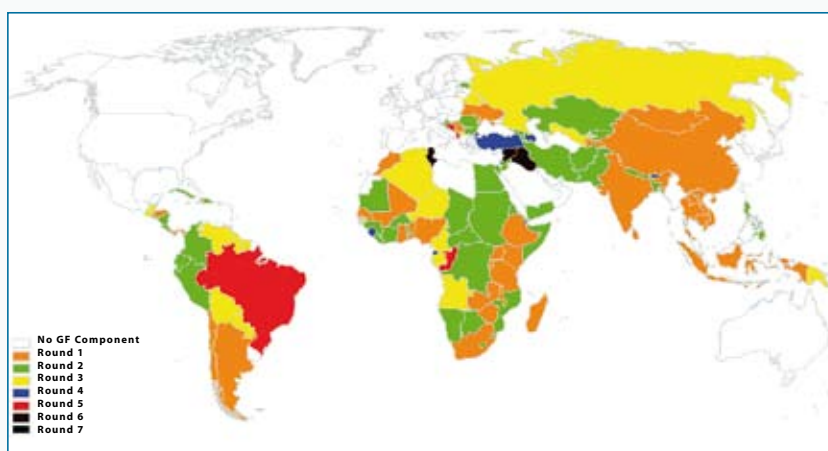 No GF Component
Round 1
Round 2
Round 3
Round 4
Round 5
Round 6
Round 7